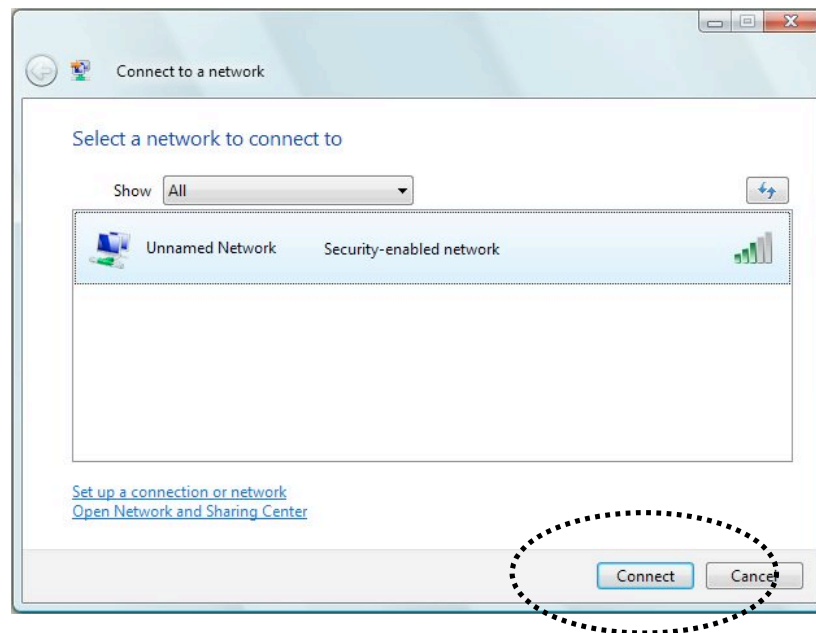 Connect to a network
Select a network to connect to
Show All
Unnamed Network Security-enabled network
Set up a connection or network
Open Network and Sharing Center
Connect Cancel